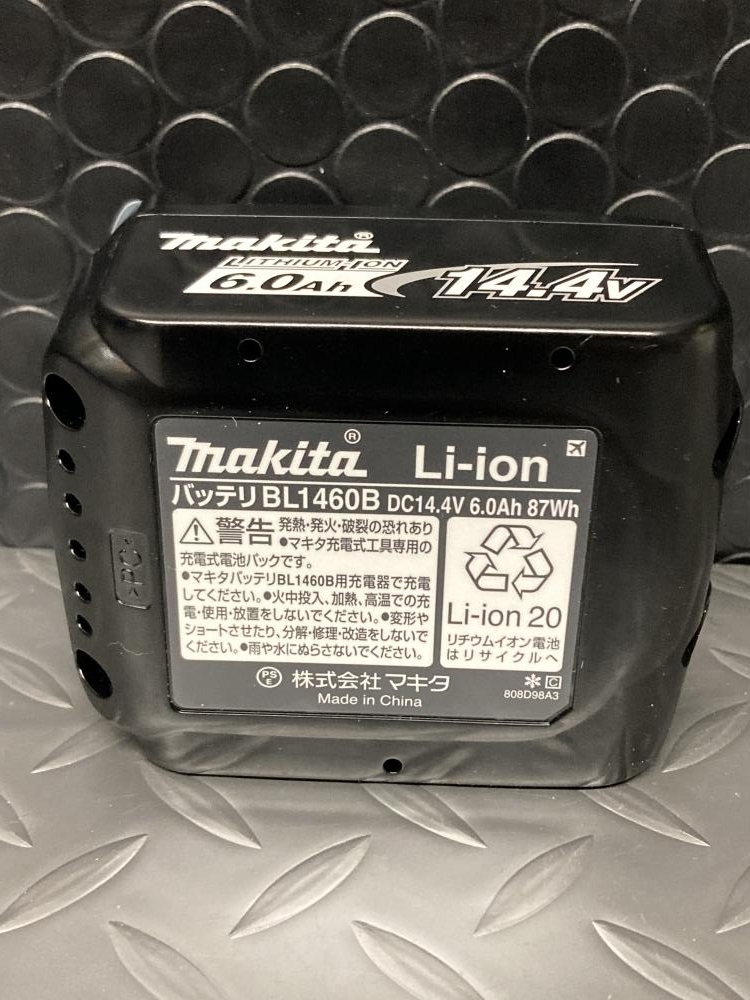 makita®
LITHIUM-ION
6.0Ah 14.4V
makita® Li-ion
バッテリ BL1460B DC14.4V 6.0Ah 87Wh
警告 発熱・発火・破裂の恐れあり
●マキタ充電式工具専用の
充電式電池パックです。
●マキタバッテリBL1460B用充電器で充電
してください。●火中投入、加熱、高温での充
電・使用・放置をしないでください。●変形や
ショートさせたり、分解・修理・改造をしないで
ください。●雨や水にぬらさないでください。
Li-ion 20
リチウムイオン電池
はリサイクルへ
PSE 株式会社マキタ
Made in China
✻ C
808D98A3
>PC<